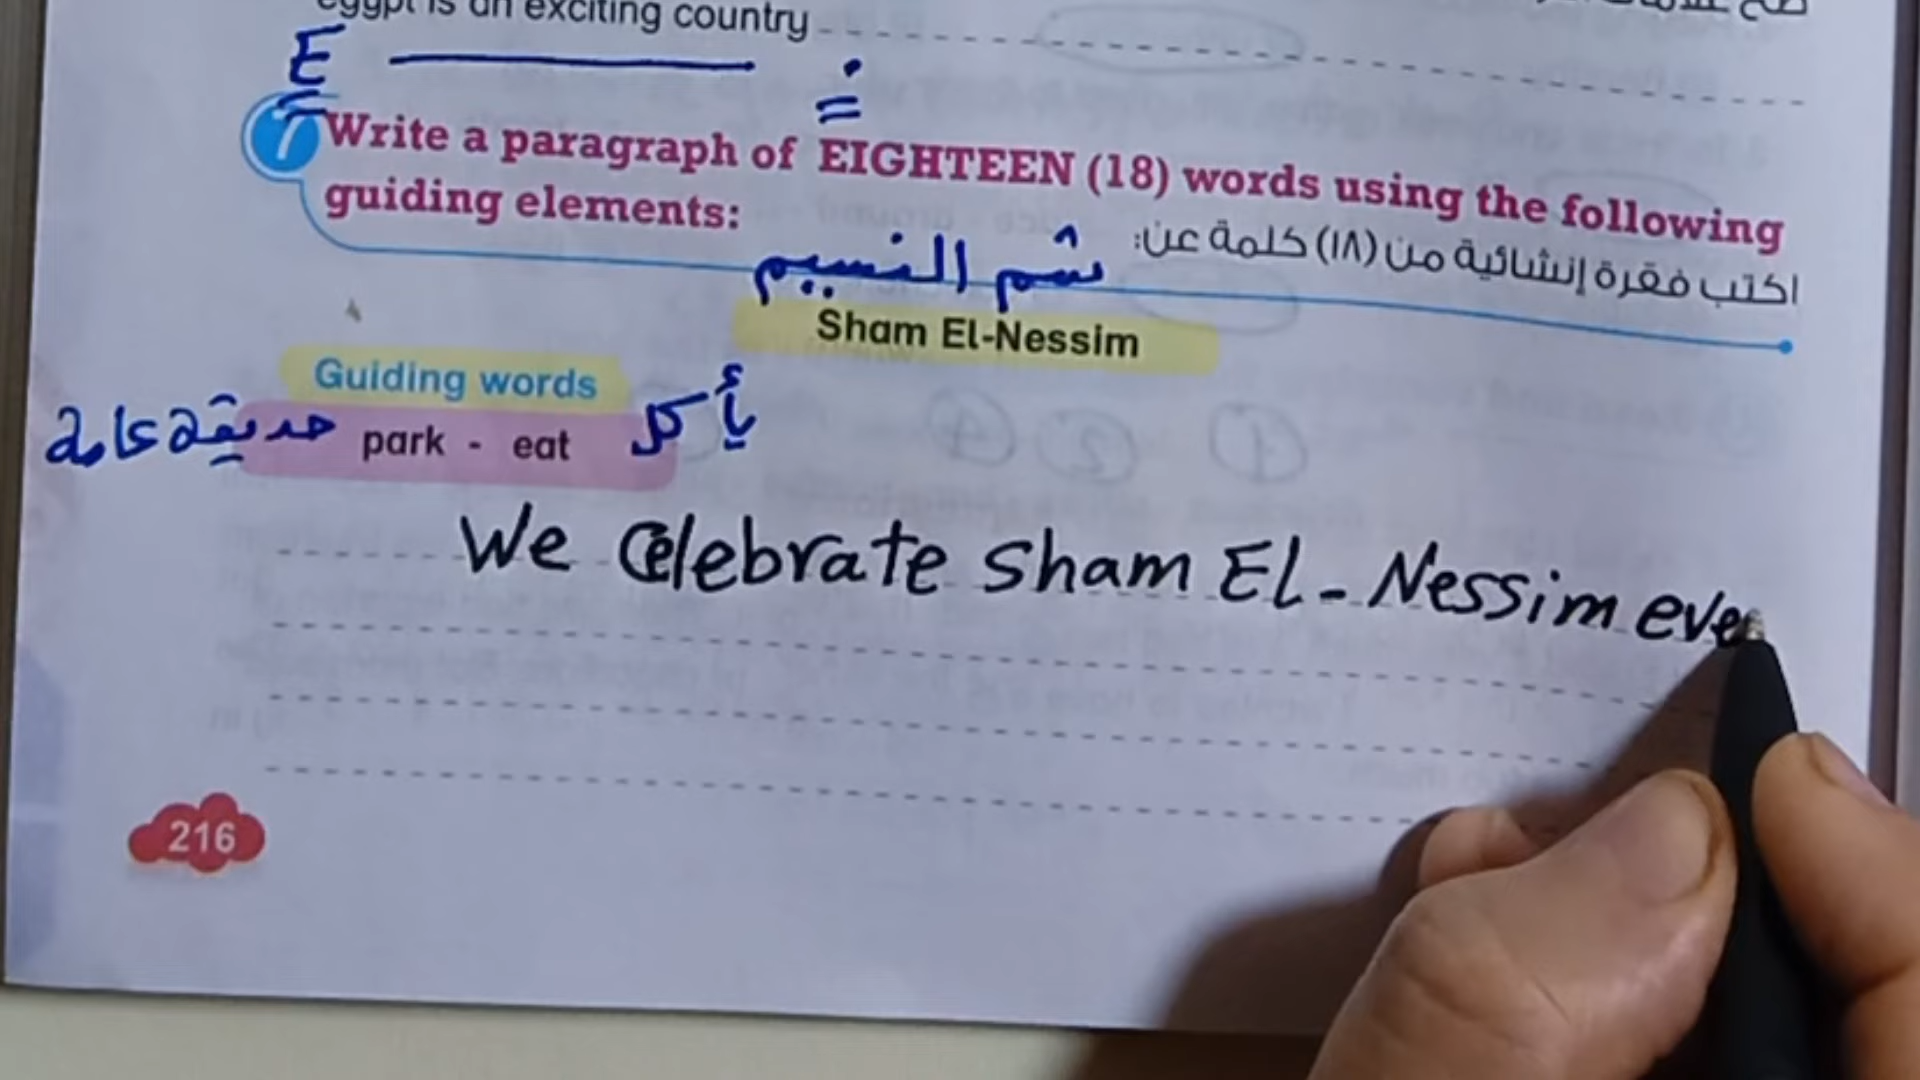 egypt is an exciting country
E .
7 Write a paragraph of EIGHTEEN (18) words using the following
guiding elements:
اكتب فقرة إنشائية من (١٨) كلمة عن:
شم النسيم
Sham El-Nessim
Guiding words
حديقة عامة park - eat يأكل
We Celebrate Sham El-Nessim eve
216